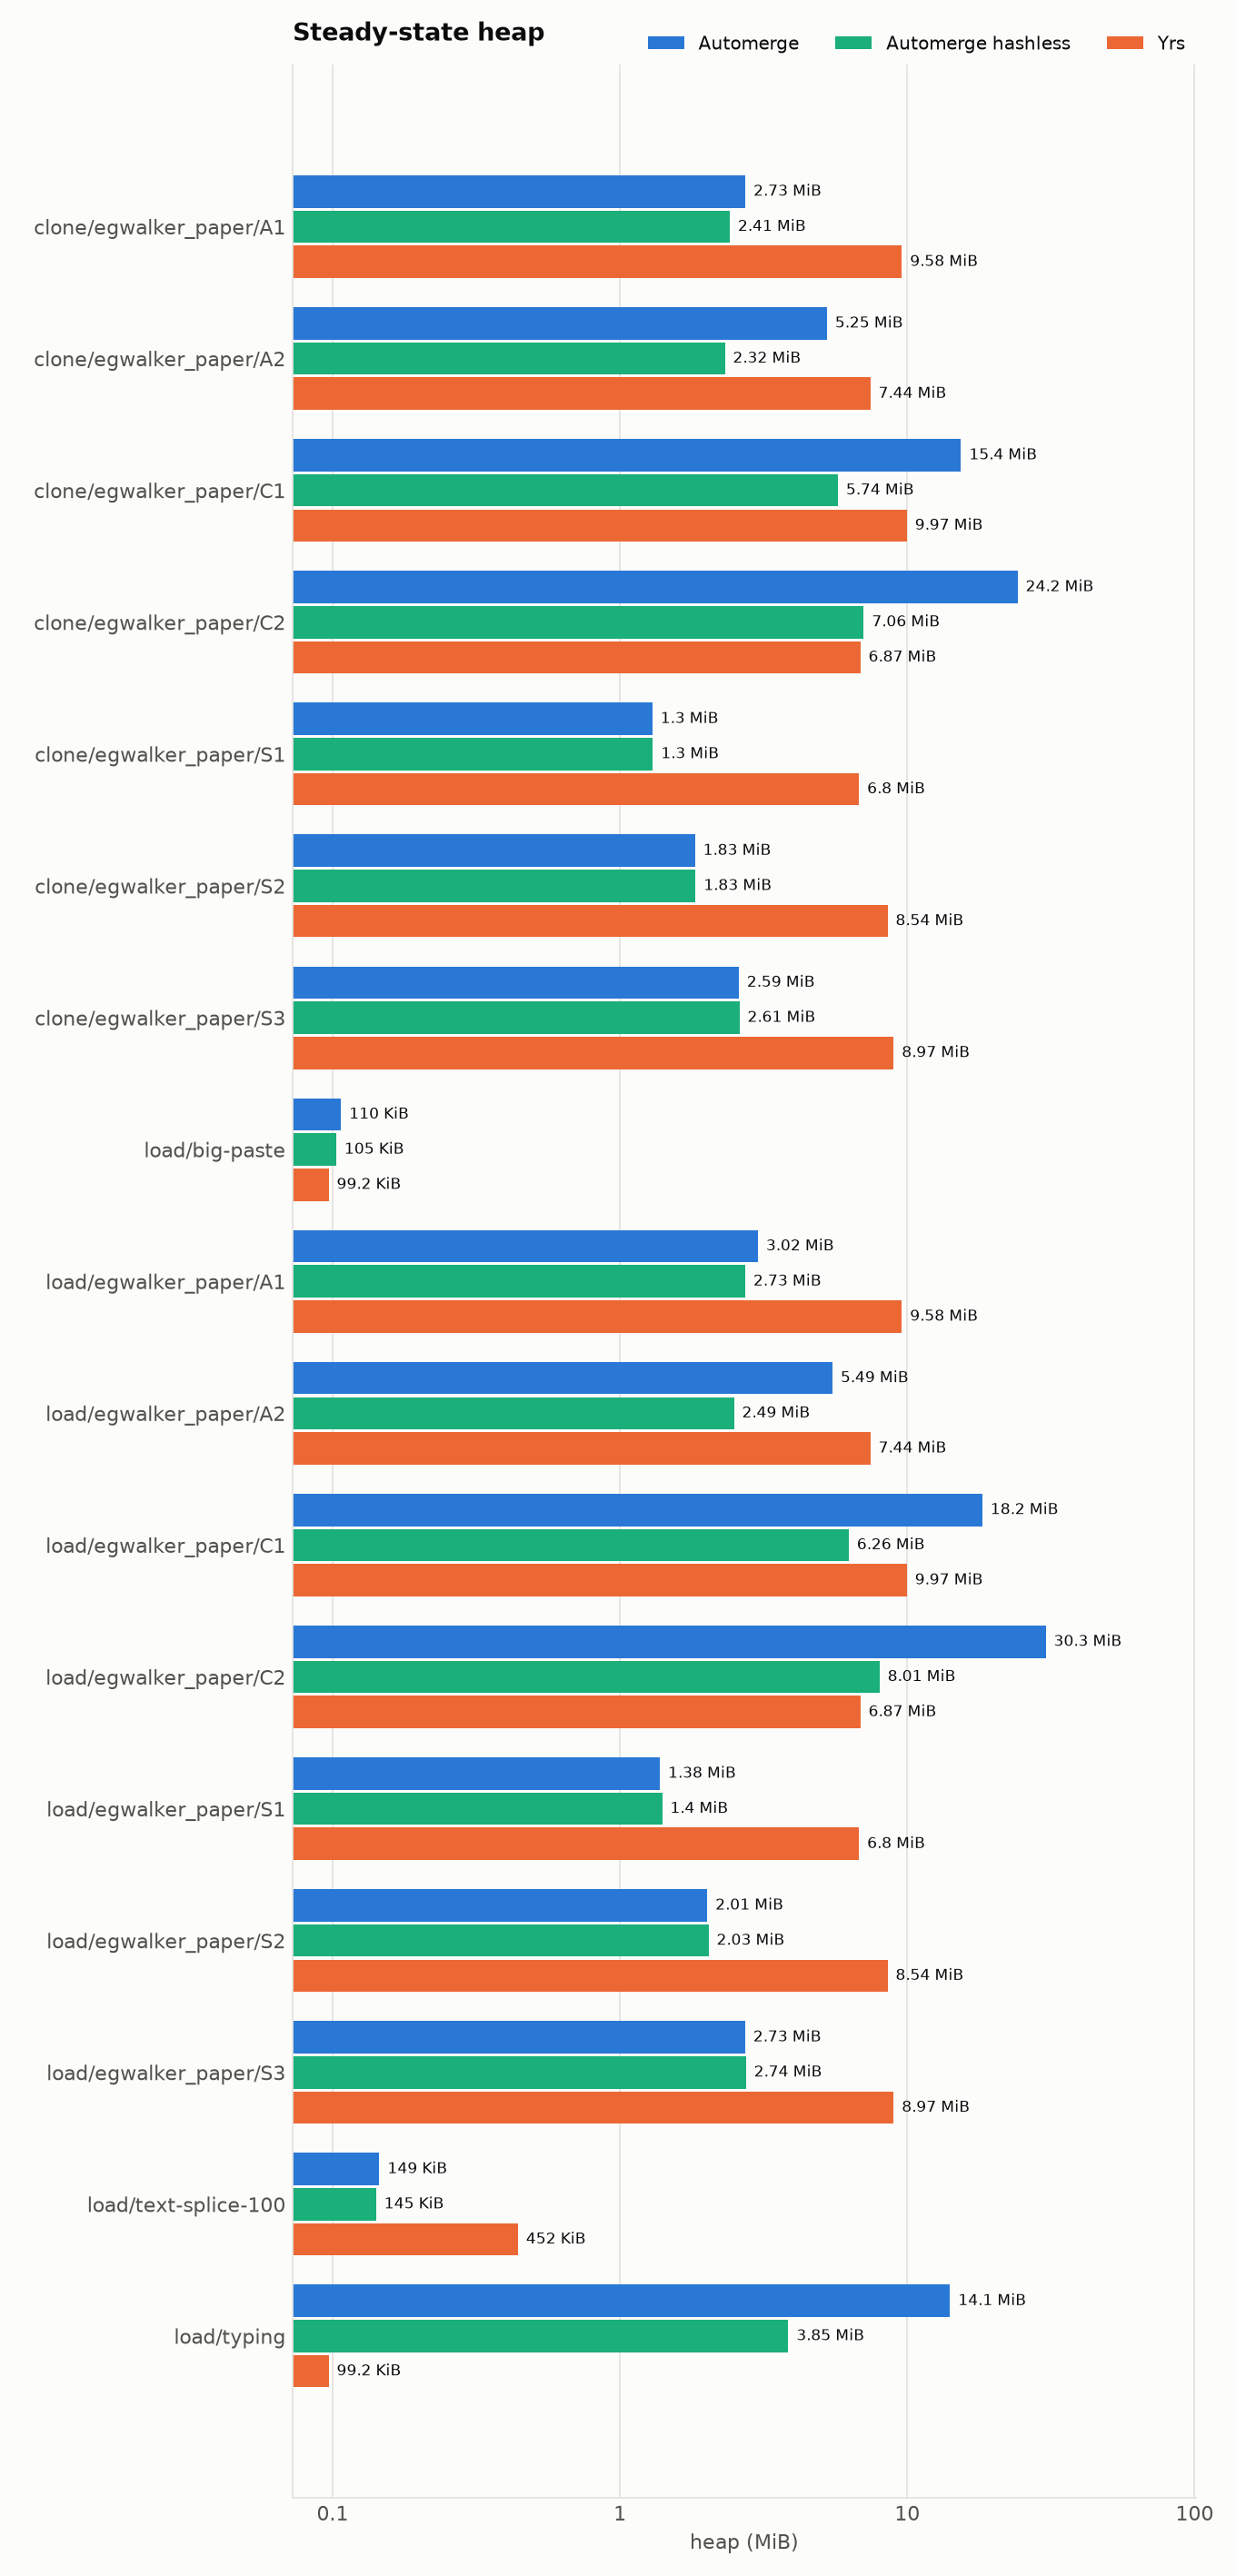 Steady-state heap
Automerge Automerge hashless Yrs
clone/egwalker_paper/A1
2.73 MiB
2.41 MiB
9.58 MiB
clone/egwalker_paper/A2
5.25 MiB
2.32 MiB
7.44 MiB
clone/egwalker_paper/C1
15.4 MiB
5.74 MiB
9.97 MiB
clone/egwalker_paper/C2
24.2 MiB
7.06 MiB
6.87 MiB
clone/egwalker_paper/S1
1.3 MiB
1.3 MiB
6.8 MiB
clone/egwalker_paper/S2
1.83 MiB
1.83 MiB
8.54 MiB
clone/egwalker_paper/S3
2.59 MiB
2.61 MiB
8.97 MiB
load/big-paste
110 KiB
105 KiB
99.2 KiB
load/egwalker_paper/A1
3.02 MiB
2.73 MiB
9.58 MiB
load/egwalker_paper/A2
5.49 MiB
2.49 MiB
7.44 MiB
load/egwalker_paper/C1
18.2 MiB
6.26 MiB
9.97 MiB
load/egwalker_paper/C2
30.3 MiB
8.01 MiB
6.87 MiB
load/egwalker_paper/S1
1.38 MiB
1.4 MiB
6.8 MiB
load/egwalker_paper/S2
2.01 MiB
2.03 MiB
8.54 MiB
load/egwalker_paper/S3
2.73 MiB
2.74 MiB
8.97 MiB
load/text-splice-100
149 KiB
145 KiB
452 KiB
load/typing
14.1 MiB
3.85 MiB
99.2 KiB
0.1 1 10 100
heap (MiB)